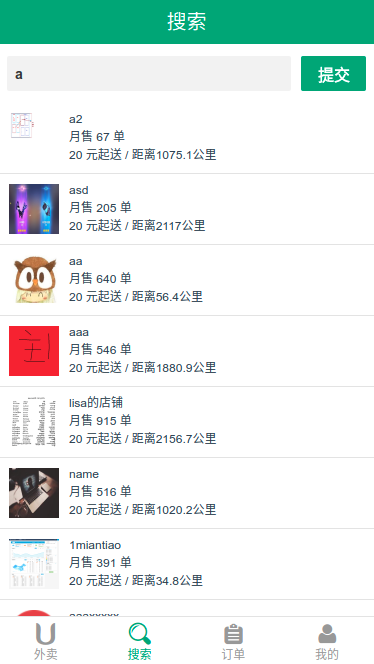 搜索
a
提交
a2
月售 67 单
20 元起送 / 距离1075.1公里
asd
月售 205 单
20 元起送 / 距离2117公里
aa
月售 640 单
20 元起送 / 距离56.4公里
aaa
月售 546 单
20 元起送 / 距离1880.9公里
lisa的店铺
月售 915 单
20 元起送 / 距离2156.7公里
name
月售 516 单
20 元起送 / 距离1020.2公里
1miantiao
月售 391 单
20 元起送 / 距离34.8公里
外卖
搜索
订单
我的